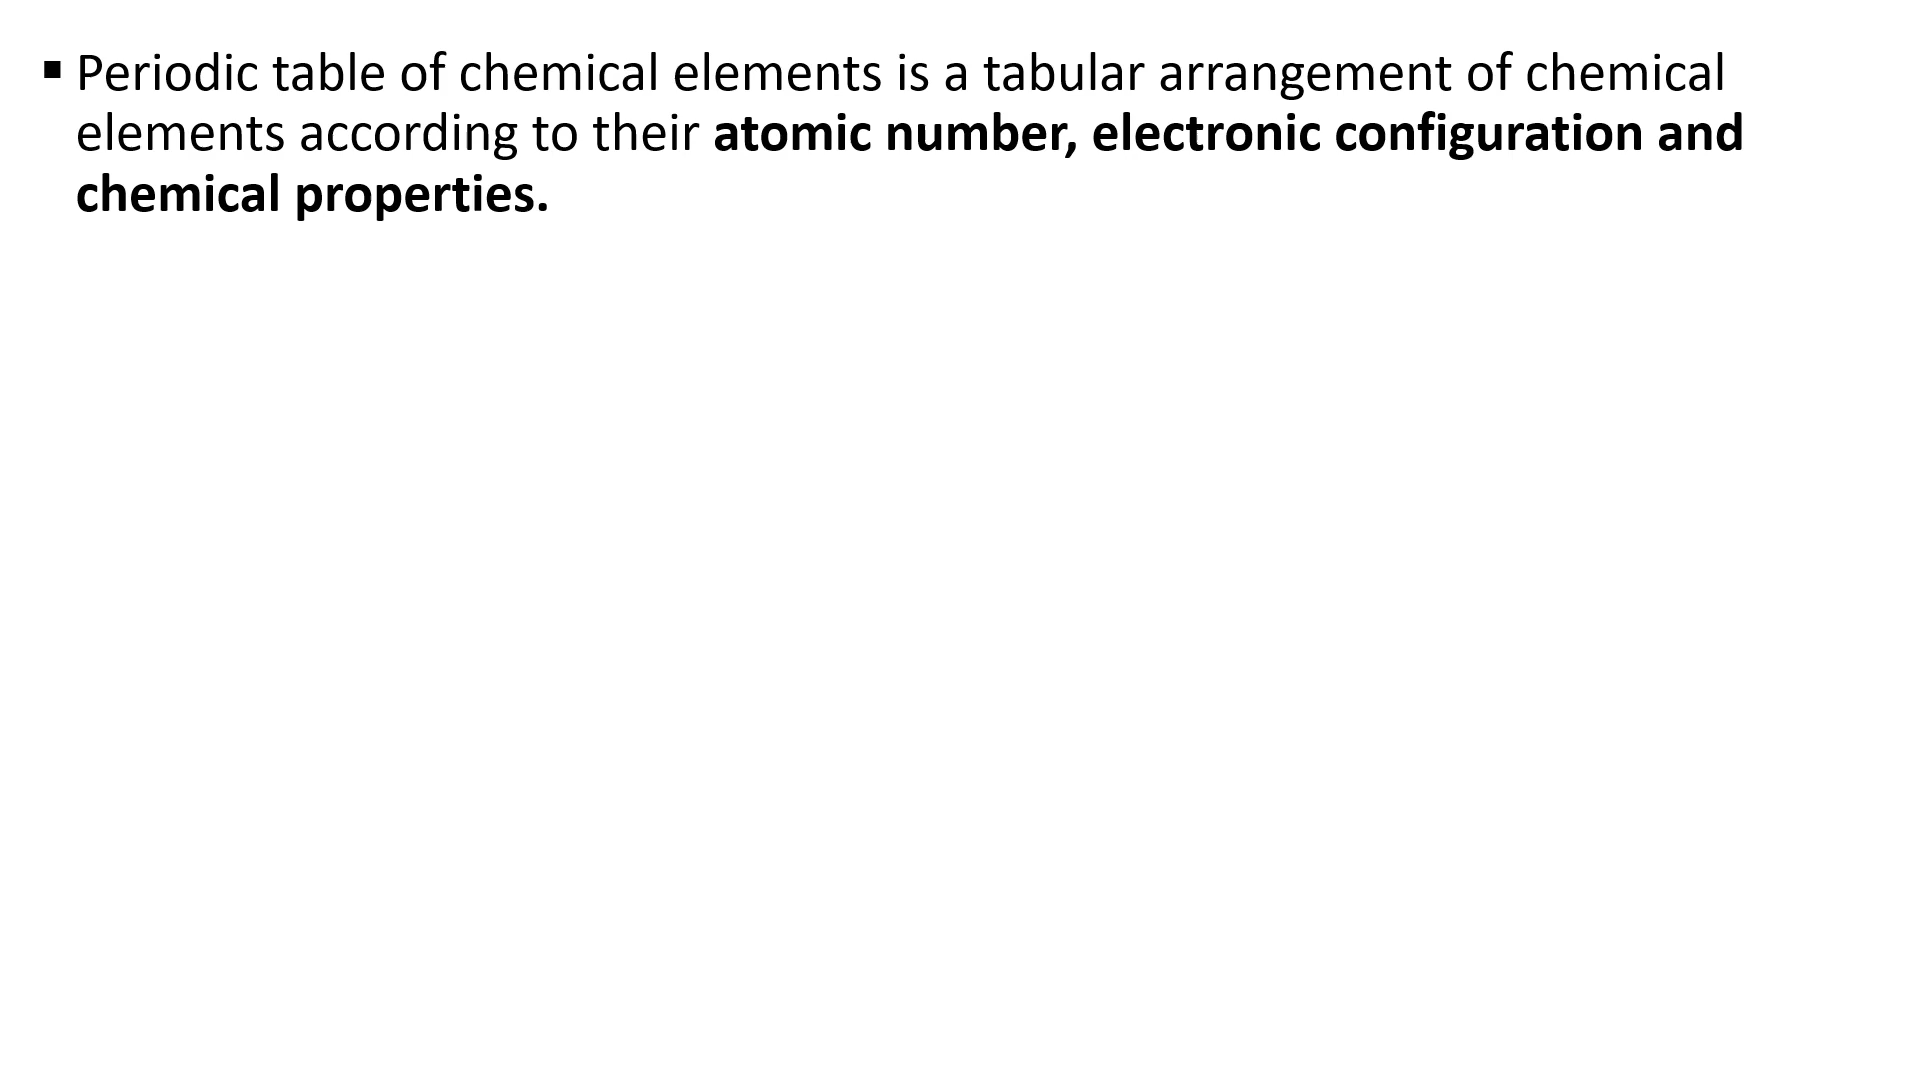 ▪ Periodic table of chemical elements is a tabular arrangement of chemical
elements according to their atomic number, electronic configuration and
chemical properties.